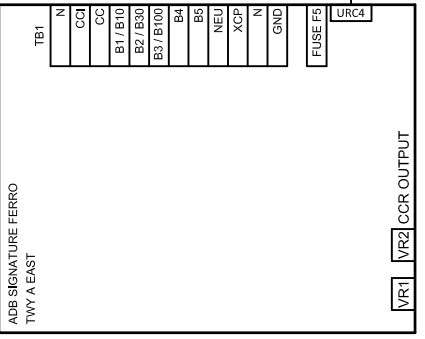 TB1
N
CCI
CC
B1 / B10
B2 / B30
B3 / B100
B4
B5
NEU
XCP
N
GND
FUSE F5
URC4
ADB SIGNATURE FERRO
TWY A EAST
VR1
VR2
CCR OUTPUT